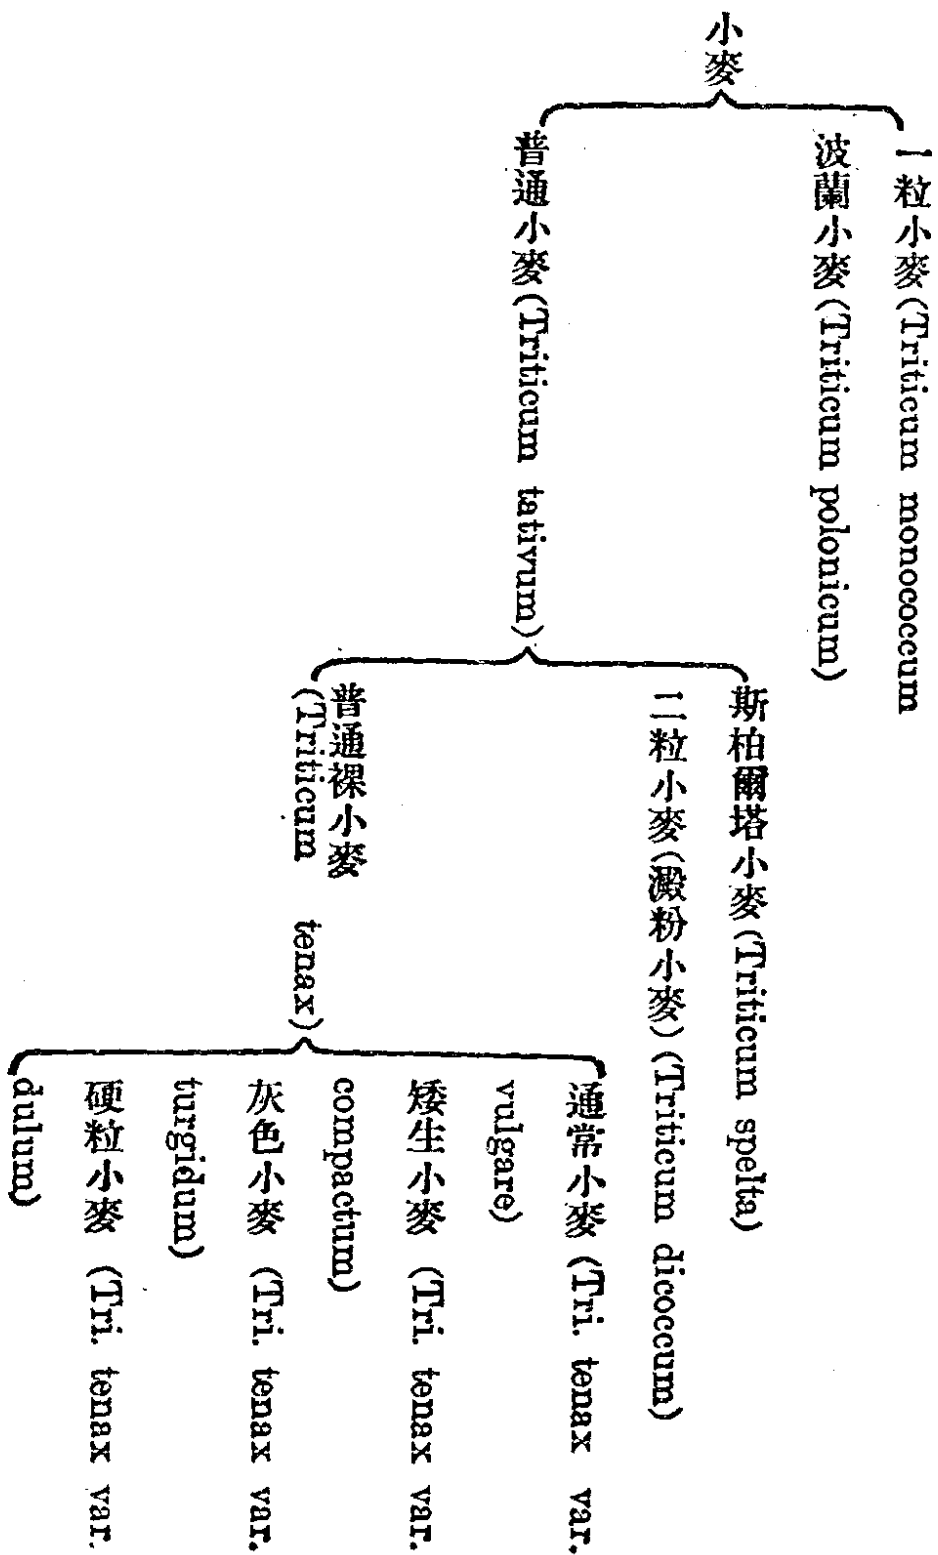 小麥
一粒小麥(Triticum monococcum
波蘭小麥(Triticum polonicum)
普通小麥(Triticum tativum)
斯柏爾塔小麥(Triticum spelta)
二粒小麥(澱粉小麥)(Triticum dicoccum)
普通裸小麥
(Triticum tenax)
通常小麥(Tri. tenax var.
vulgare)
矮生小麥(Tri. tenax var.
compactum)
灰色小麥(Tri. tenax var.
turgidum)
硬粒小麥(Tri. tenax var.
dulum)